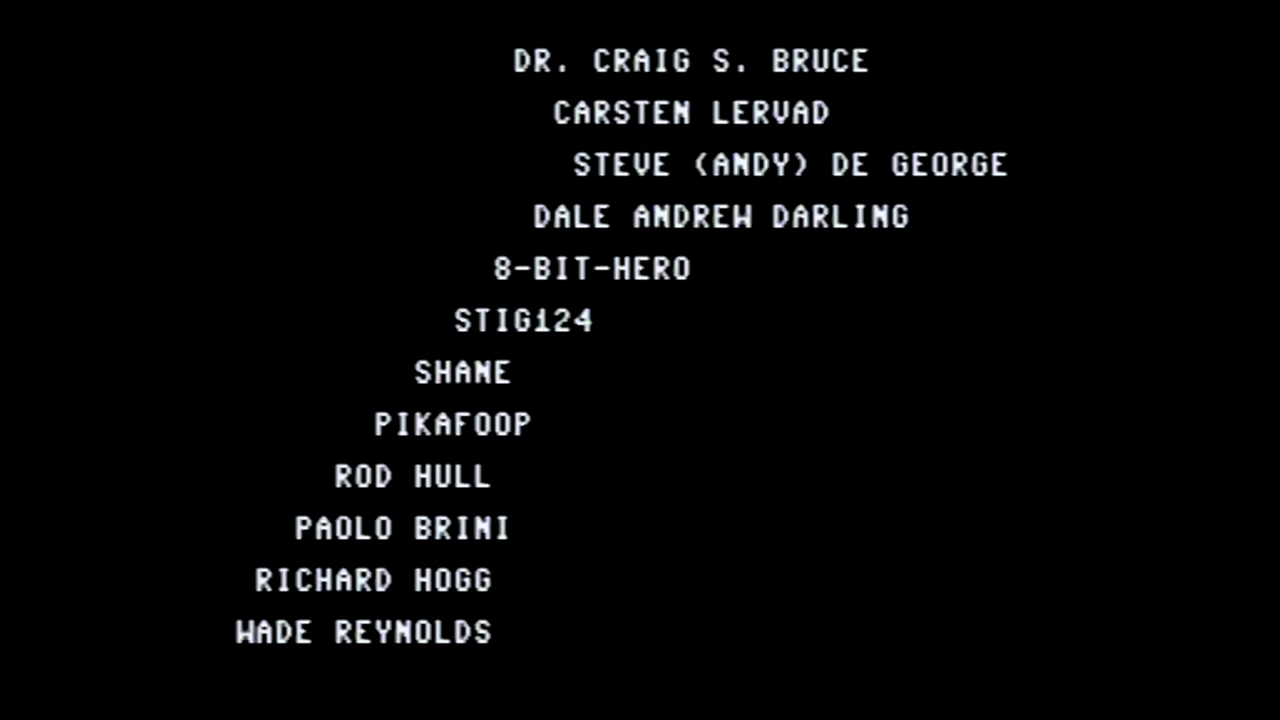 DR. CRAIG S. BRUCE
CARSTEN LERVAD
STEVE (ANDY) DE GEORGE
DALE ANDREW DARLING
8-BIT-HERO
STIG124
SHANE
PIKAFOOP
ROD HULL
PAOLO BRINI
RICHARD HOGG
WADE REYNOLDS